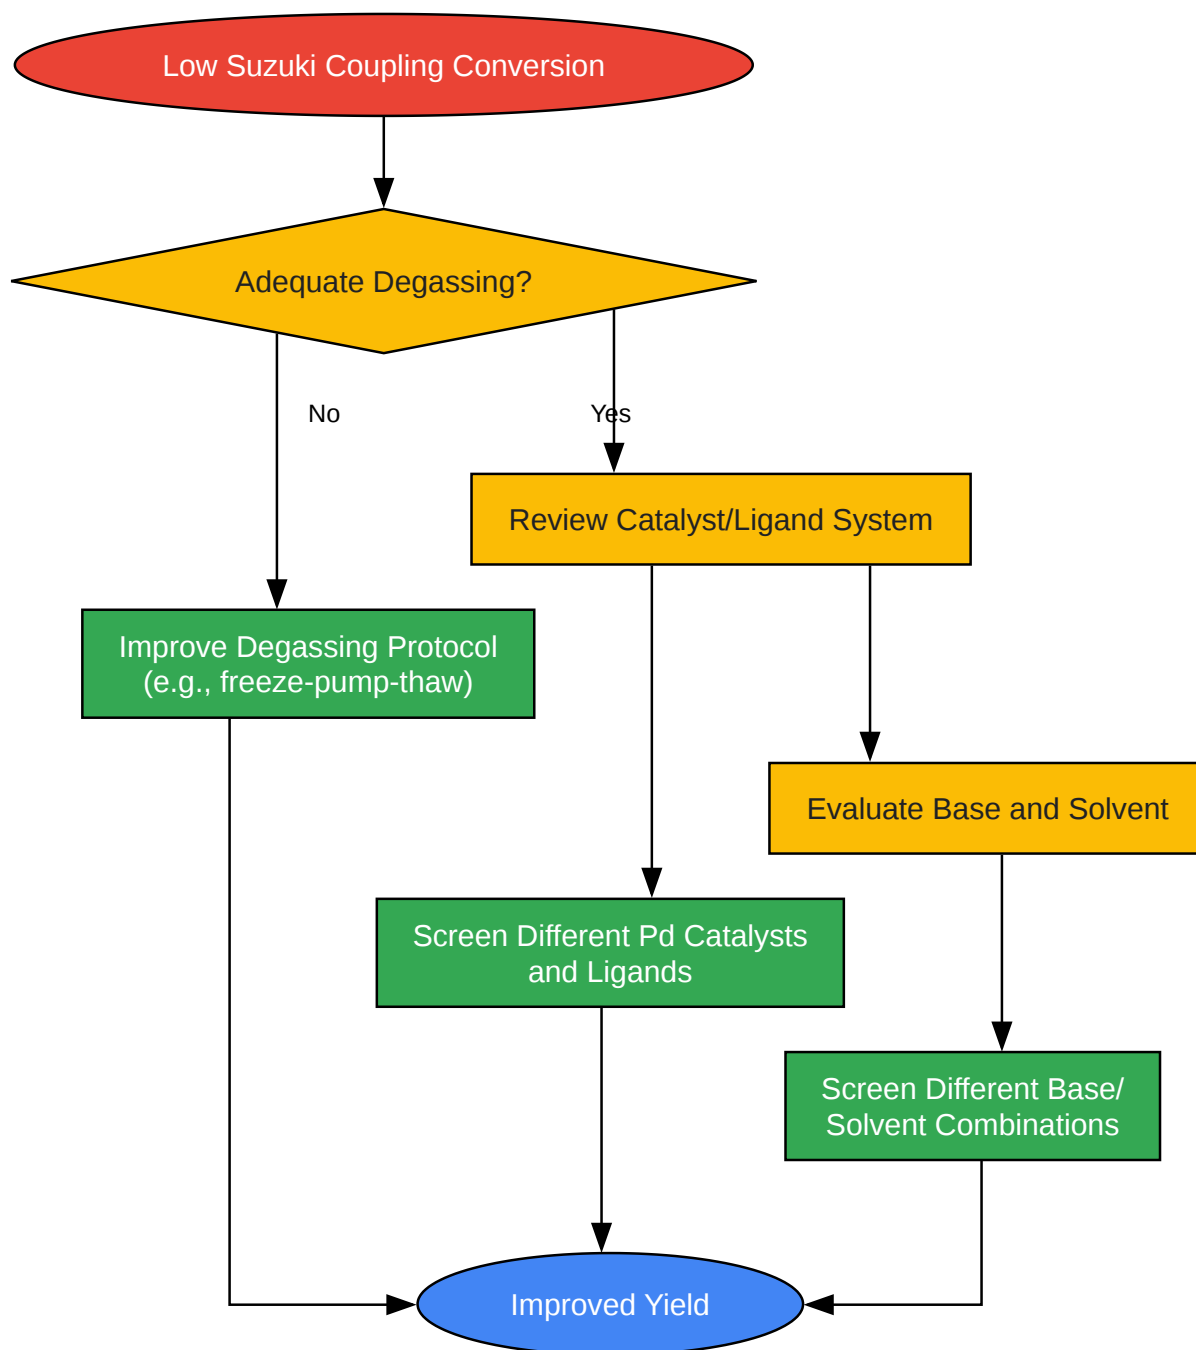 Low Suzuki Coupling Conversion
Adequate Degassing?
No
Yes
Review Catalyst/Ligand System
Improve Degassing Protocol
(e.g., freeze-pump-thaw)
Evaluate Base and Solvent
Screen Different Pd Catalysts
and Ligands
Screen Different Base/
Solvent Combinations
Improved Yield